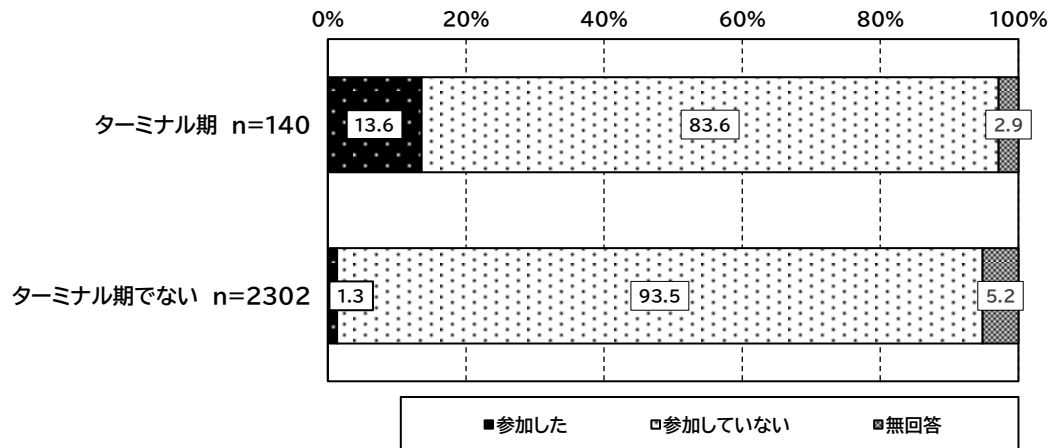 0% 20% 40% 60% 80% 100%
ターミナル期 n=140 13.6 83.6 2.9
ターミナル期でない n=2302 1.3 93.5 5.2
参加した 参加していない 無回答